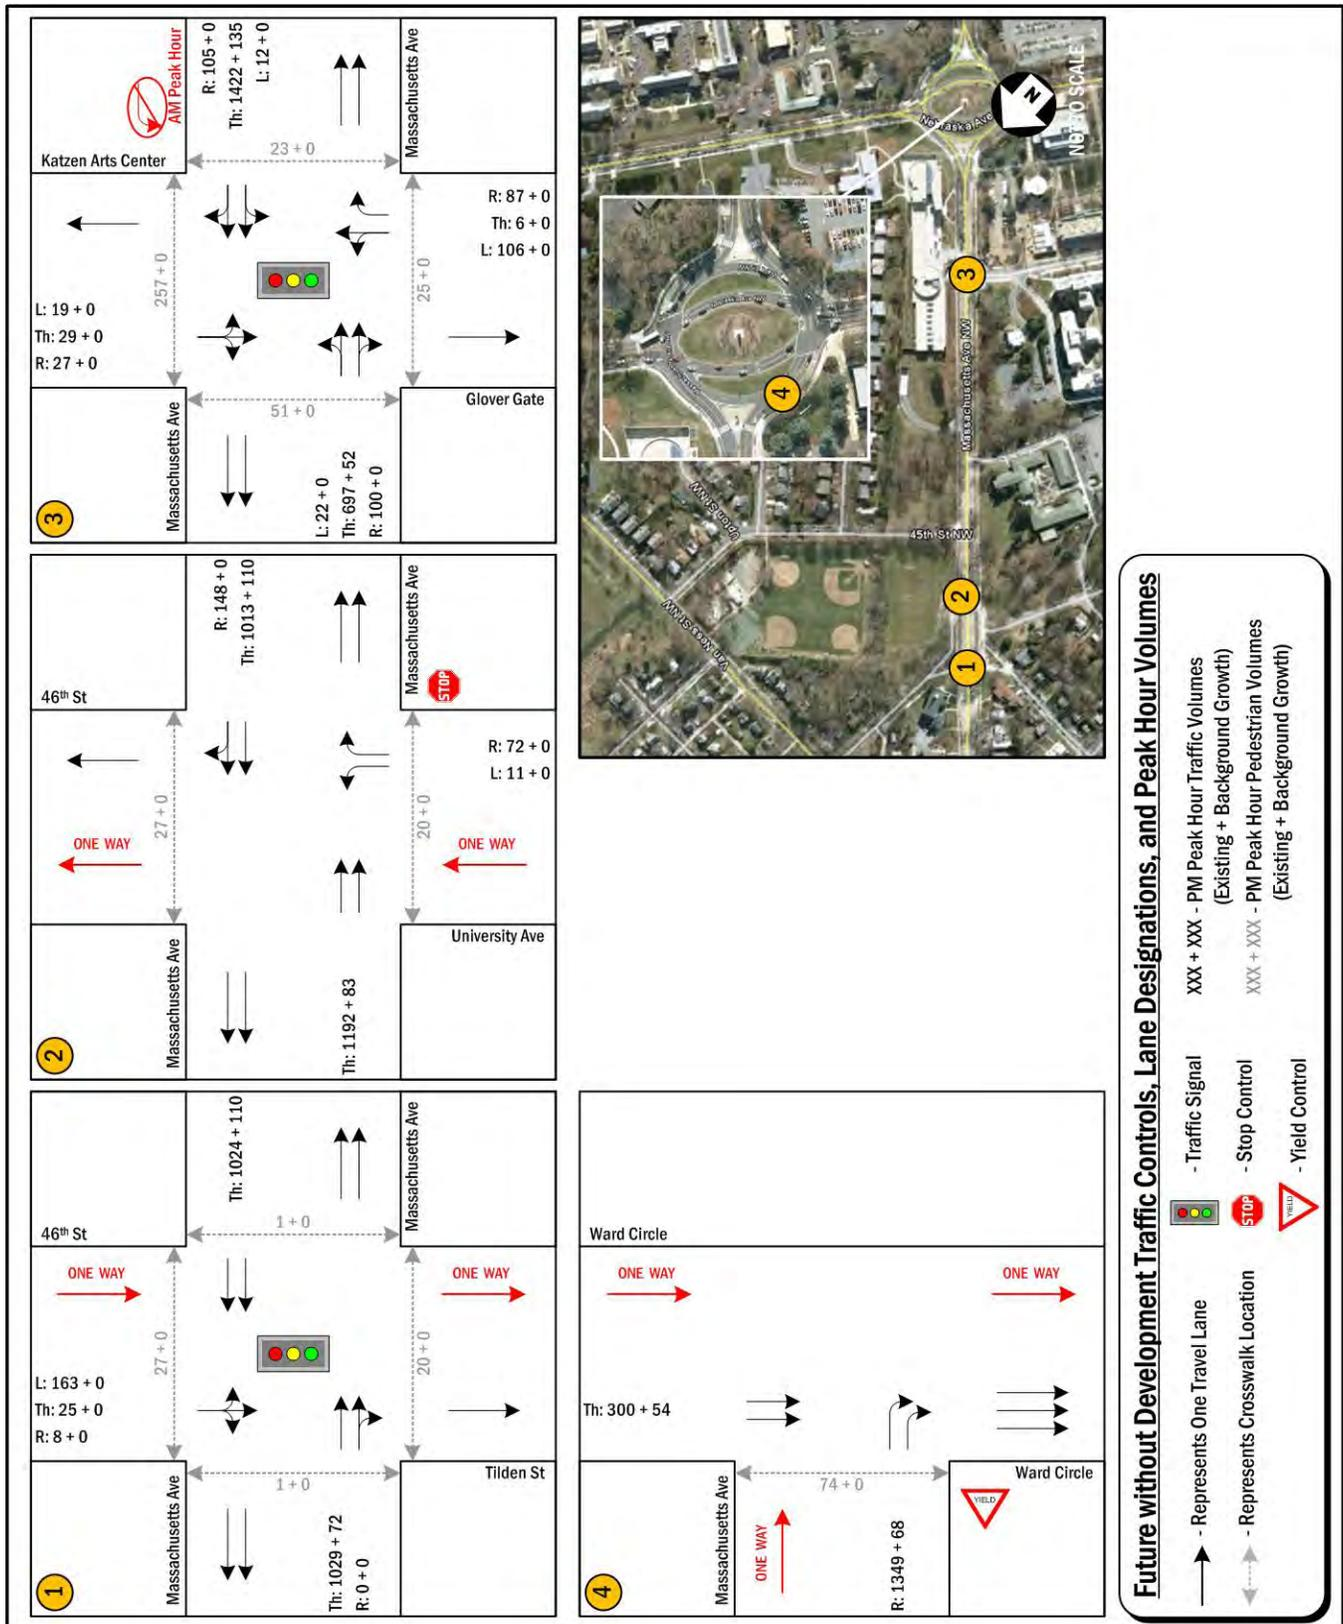 1
46th St
L: 163 + 0
Th: 25 + 0
R: 8 + 0
27 + 0
ONE WAY
Th: 1024 + 110
Massachusetts Ave
1 + 0
1 + 0
Th: 1029 + 72
R: 0 + 0
20 + 0
ONE WAY
Massachusetts Ave
Tilden St
2
46th St
ONE WAY
27 + 0
R: 148 + 0
Th: 1013 + 110
Massachusetts Ave
Th: 1192 + 83
Massachusetts Ave
STOP
ONE WAY
20 + 0
R: 72 + 0
L: 11 + 0
University Ave
3
Katzen Arts Center
AM Peak Hour
L: 19 + 0
Th: 29 + 0
R: 27 + 0
257 + 0
R: 105 + 0
Th: 1422 + 135
L: 12 + 0
Massachusetts Ave
51 + 0
23 + 0
L: 22 + 0
Th: 697 + 52
R: 100 + 0
25 + 0
R: 87 + 0
Th: 6 + 0
L: 106 + 0
Massachusetts Ave
Glover Gate
4
Ward Circle
Th: 300 + 54
ONE WAY
Massachusetts Ave
ONE WAY
74 + 0
R: 1349 + 68
YIELD
Ward Circle
ONE WAY
Van Ness St NW
Upton St NW
45th St NW
Massachusetts Ave NW
Nebraska Ave
4
1
2
3
N
NOT TO SCALE
Future without Development Traffic Controls, Lane Designations, and Peak Hour Volumes
- Represents One Travel Lane
- Represents Crosswalk Location
- Traffic Signal
STOP - Stop Control
YIELD - Yield Control
XXX + XXX - PM Peak Hour Traffic Volumes
(Existing + Background Growth)
XXX + XXX - PM Peak Hour Pedestrian Volumes
(Existing + Background Growth)